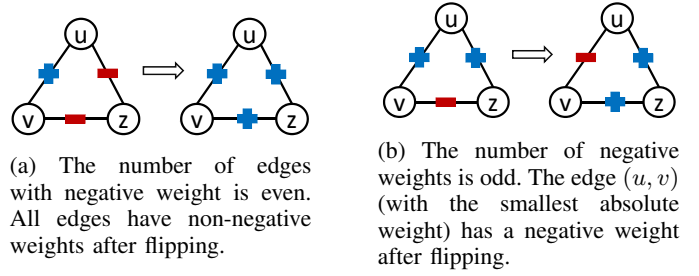 u
v
z
u
v
z
(a) The number of edges
with negative weight is even.
All edges have non-negative
weights after flipping.
u
v
z
u
v
z
(b) The number of negative
weights is odd. The edge (u, v)
(with the smallest absolute
weight) has a negative weight
after flipping.